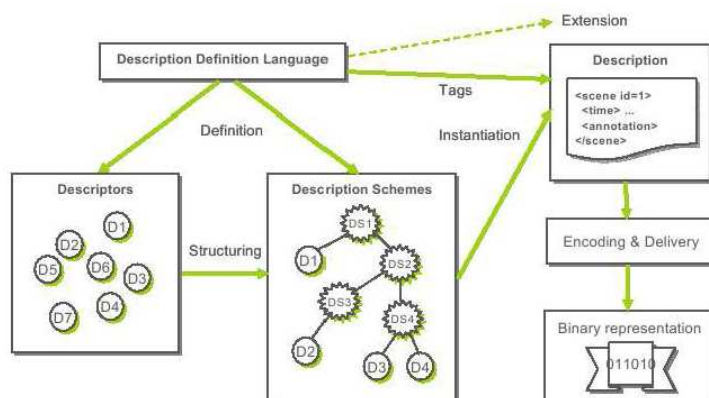 Extension
Description Definition Language
Description
Tags
<scene id=1>
<time> ...
<annotation>
</scene>
Definition
Instantiation
Descriptors
Description Schemes
D1
D2
D5
D6
D3
D4
D7
Structuring
DS1
D1
DS2
DS3
DS4
D2
D3
D4
Encoding & Delivery
Binary representation
011010